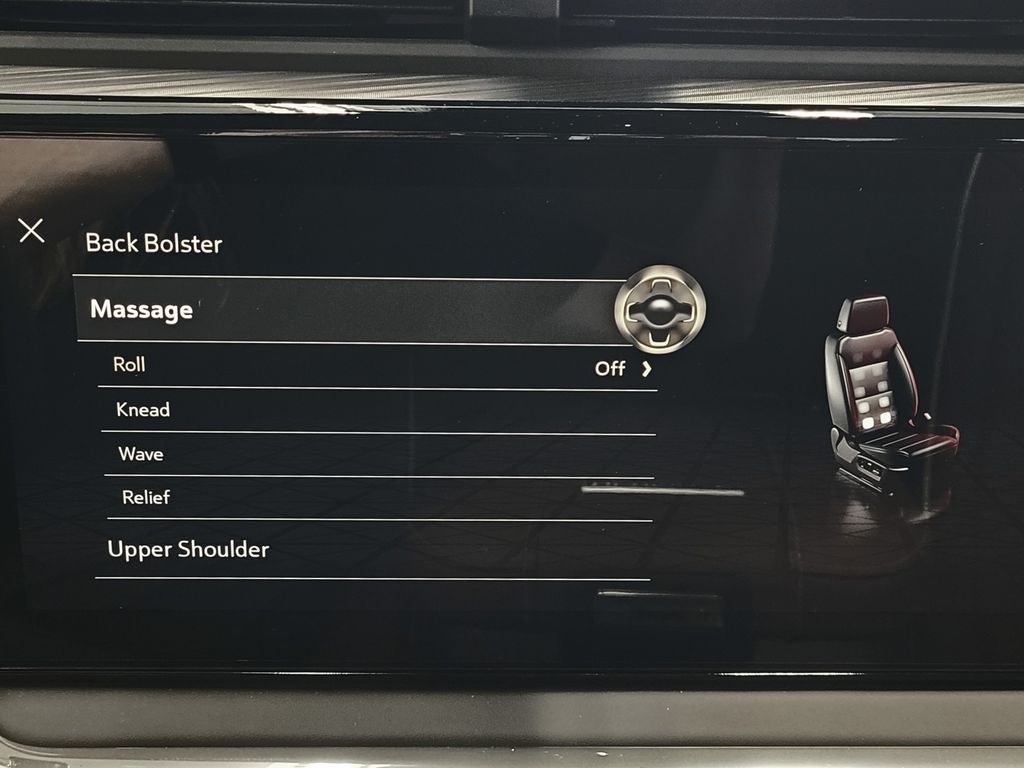 Back Bolster
Massage
Roll Off
Knead
Wave
Relief
Upper Shoulder